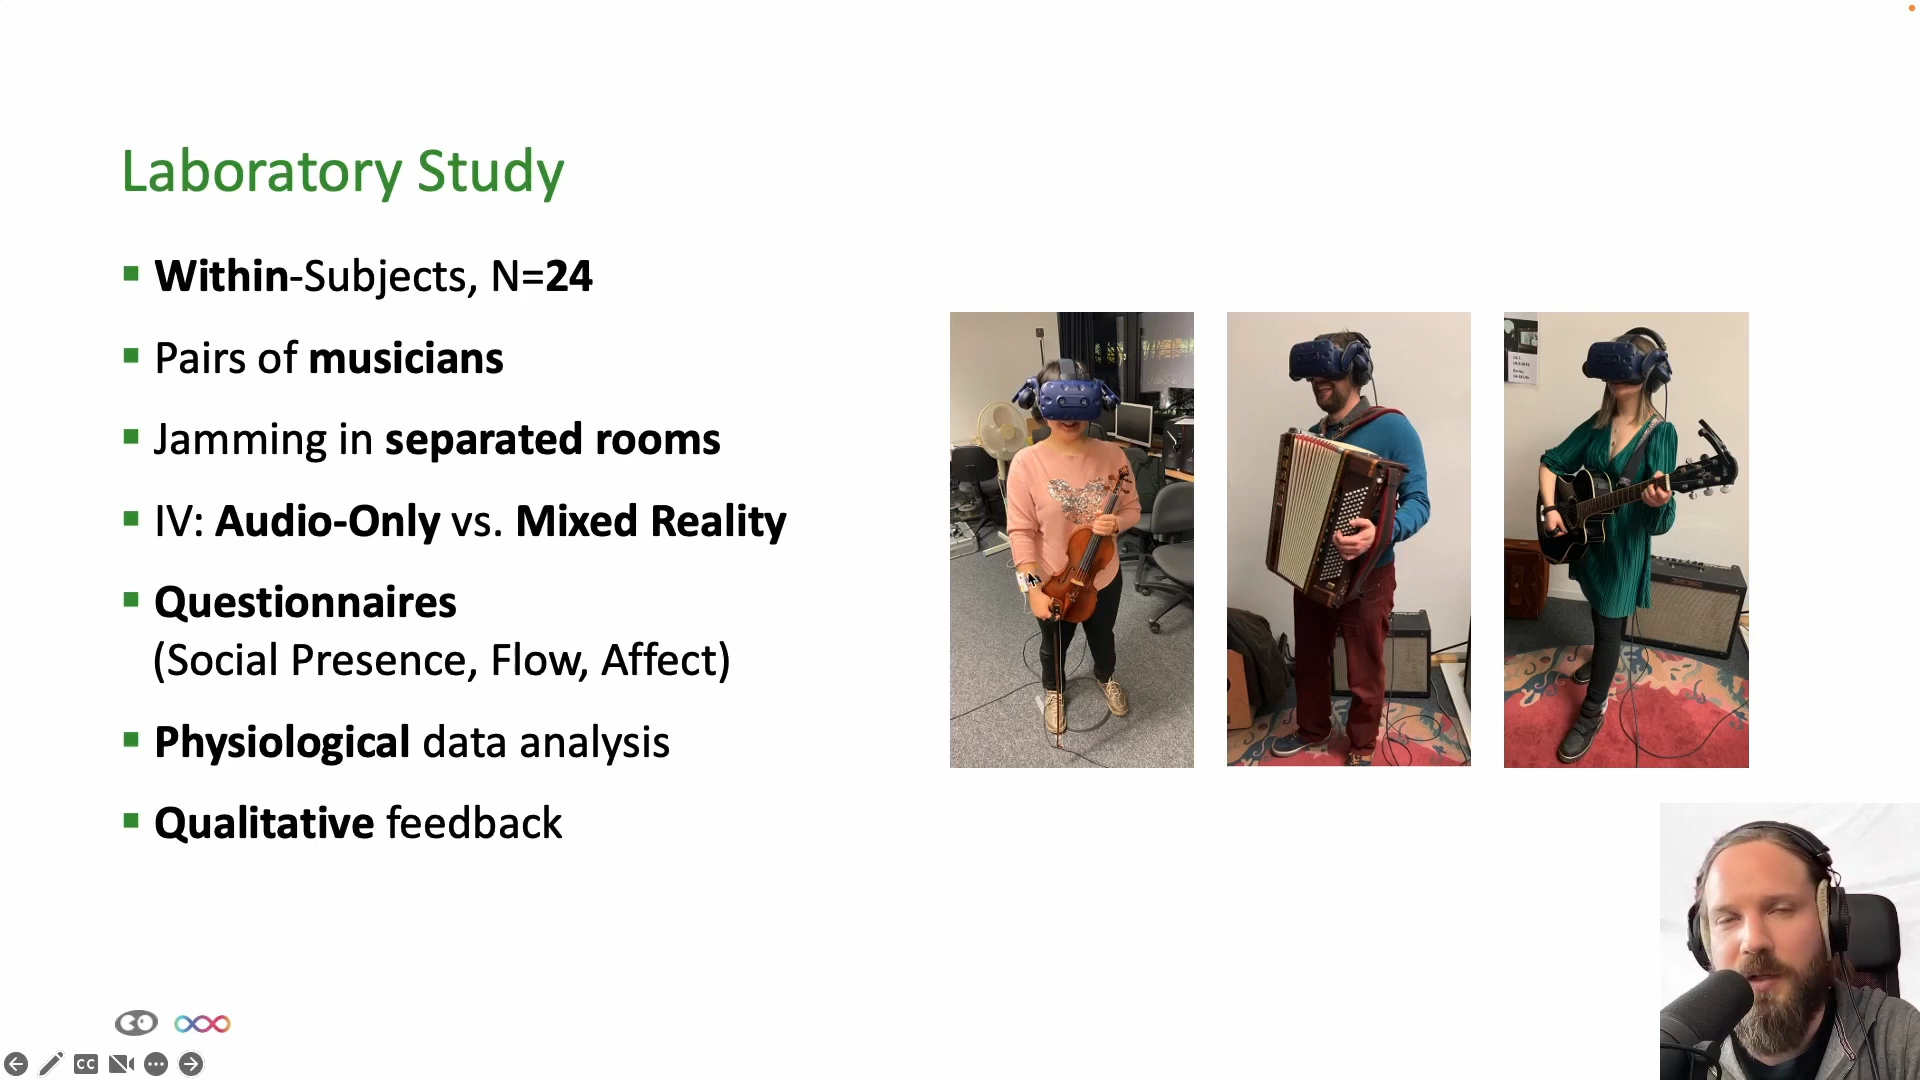 Laboratory Study
Within-Subjects, N=24
Pairs of musicians
Jamming in separated rooms
IV: Audio-Only vs. Mixed Reality
Questionnaires
(Social Presence, Flow, Affect)
Physiological data analysis
Qualitative feedback
CC